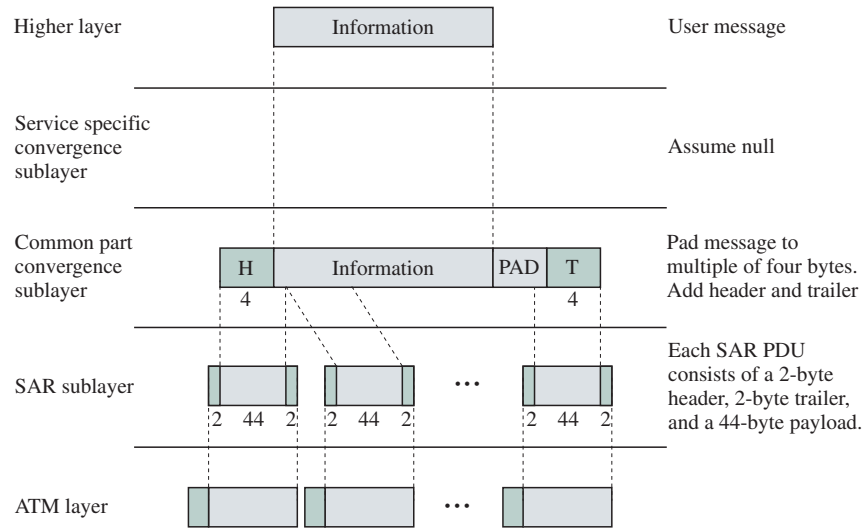 Higher layer
Information
User message
Service specific
convergence
sublayer
Assume null
Common part
convergence
sublayer
H
Information
PAD
T
4
4
Pad message to
multiple of four bytes.
Add header and trailer
SAR sublayer
2 44 2
2 44 2
...
2 44 2
Each SAR PDU
consists of a 2-byte
header, 2-byte trailer,
and a 44-byte payload.
ATM layer
...